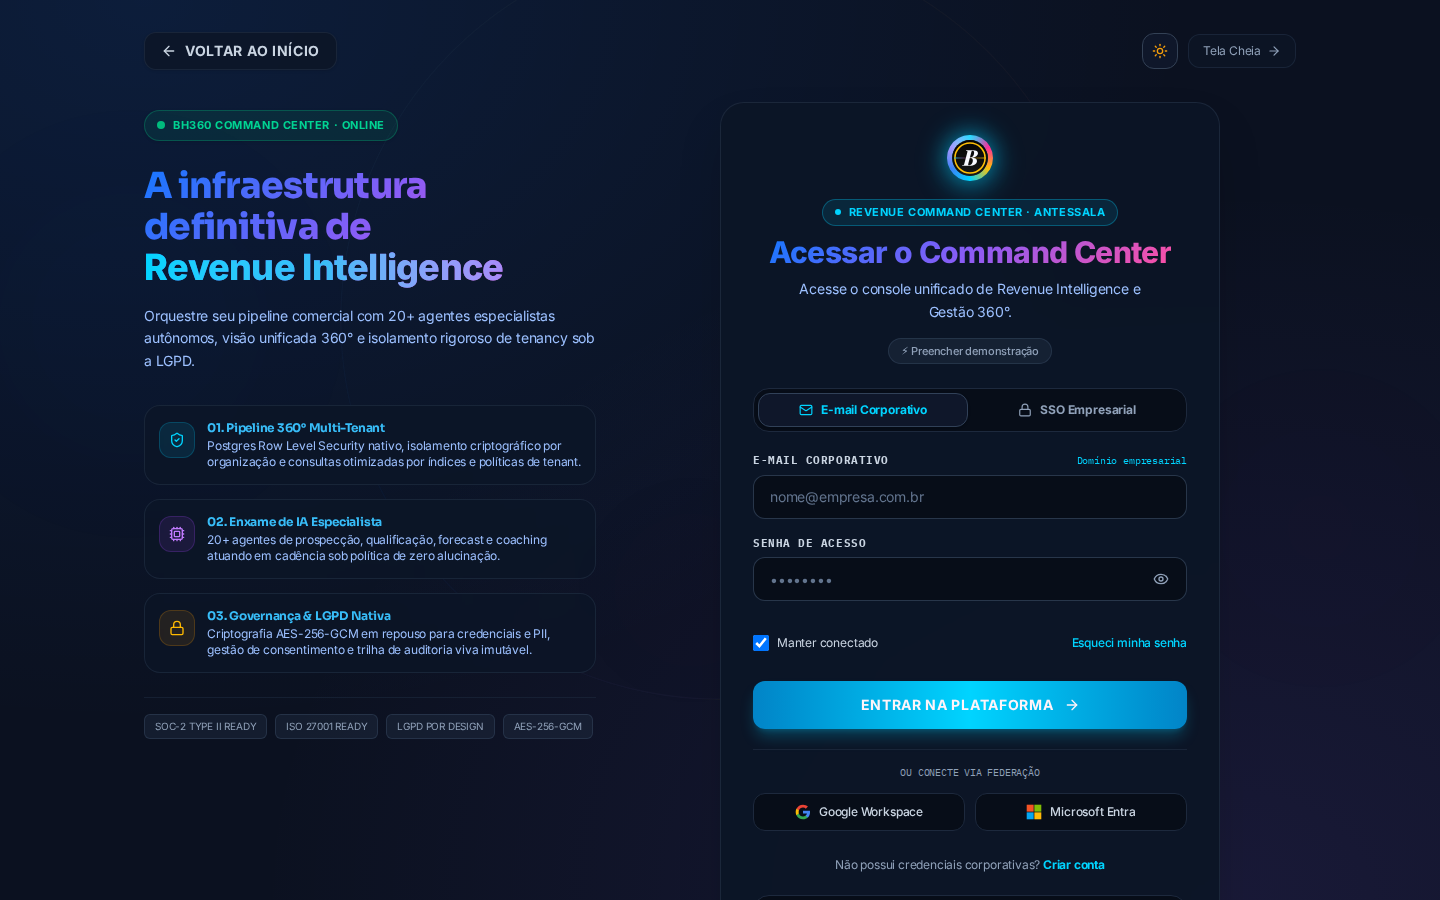 VOLTAR AO INÍCIO
Tela Cheia
BH360 COMMAND CENTER · ONLINE
A infraestrutura
definitiva de
Revenue Intelligence
Orquestre seu pipeline comercial com 20+ agentes especialistas
autônomos, visão unificada 360° e isolamento rigoroso de tenancy sob
a LGPD.
01. Pipeline 360° Multi-Tenant
Postgres Row Level Security nativo, isolamento criptográfico por
organização e consultas otimizadas por índices e políticas de tenant.
02. Enxame de IA Especialista
20+ agentes de prospecção, qualificação, forecast e coaching
atuando em cadência sob política de zero alucinação.
03. Governança & LGPD Nativa
Criptografia AES-256-GCM em repouso para credenciais e PII,
gestão de consentimento e trilha de auditoria viva imutável.
SOC-2 TYPE II READY
ISO 27001 READY
LGPD POR DESIGN
AES-256-GCM
B
REVENUE COMMAND CENTER · ANTESSALA
Acessar o Command Center
Acesse o console unificado de Revenue Intelligence e
Gestão 360°.
⚡ Preencher demonstração
E-mail Corporativo
SSO Empresarial
E-MAIL CORPORATIVO
Domínio empresarial
nome@empresa.com.br
SENHA DE ACESSO
••••••••
Manter conectado
Esqueci minha senha
ENTRAR NA PLATAFORMA
OU CONECTE VIA FEDERAÇÃO
Google Workspace
Microsoft Entra
Não possui credenciais corporativas? Criar conta